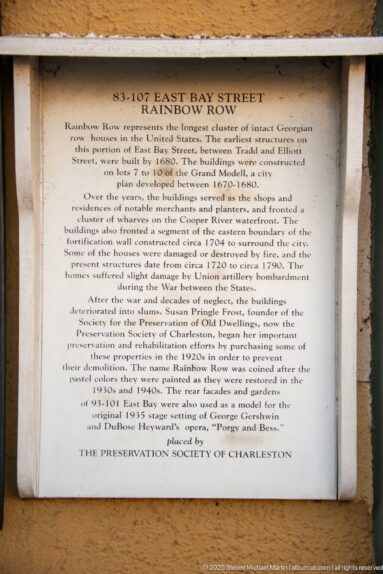 83-107 EAST BAY STREET
RAINBOW ROW
Rainbow Row represents the longest cluster of intact Georgian
row houses in the United States. The earliest structures on
this portion of East Bay Street, between Tradd and Elliott
Street, were built by 1680. The buildings were constructed
on lots 7 to 10 of the Grand Modell, a city
plan developed between 1670-1680.
Over the years, the buildings served as the shops and
residences of notable merchants and planters, and fronted a
cluster of wharves on the Cooper River waterfront. The
buildings also fronted a segment of the eastern boundary of the
fortification wall constructed circa 1704 to surround the city.
Some of the houses were damaged or destroyed by fire, and the
present structures date from circa 1720 to circa 1790. The
homes suffered slight damage by Union artillery bombardment
during the War between the States.
After the war and decades of neglect, the buildings
deteriorated into slums. Susan Pringle Frost, founder of the
Society for the Preservation of Old Dwellings, now the
Preservation Society of Charleston, began her important
preservation and rehabilitation efforts by purchasing some of
these properties in the 1920s in order to prevent
their demolition. The name Rainbow Row was coined after the
pastel colors they were painted as they were restored in the
1930s and 1940s. The rear facades and gardens
of 93-101 East Bay were also used as a model for the
original 1935 stage setting of George Gershwin
and DuBose Heyward's opera, "Porgy and Bess."
placed by
THE PRESERVATION SOCIETY OF CHARLESTON
© 2025 Steven Michael Martin | albumus.com | all rights reserved